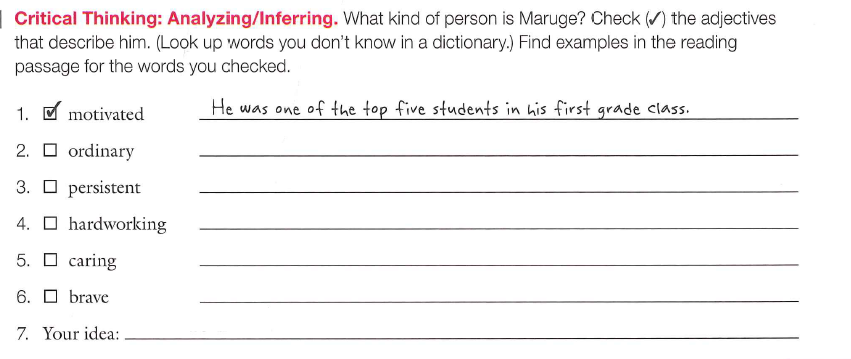 Critical Thinking: Analyzing/Inferring. What kind of person is Maruge? Check (✓) the adjectives
that describe him. (Look up words you don't know in a dictionary.) Find examples in the reading
passage for the words you checked.
1. ☑ motivated He was one of the top five students in his first grade class.
2. ☐ ordinary
3. ☐ persistent
4. ☐ hardworking
5. ☐ caring
6. ☐ brave
7. Your idea: